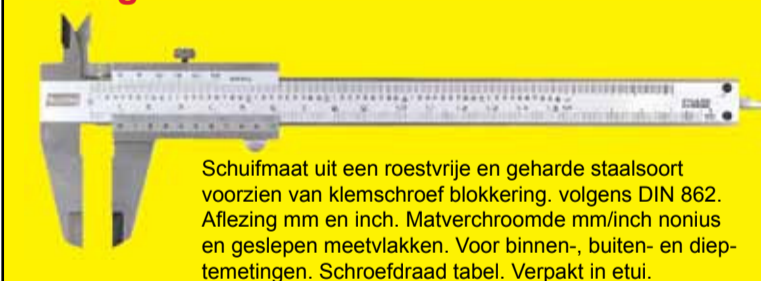 Schuifmaat uit een roestvrije en geharde staalsoort
voorzien van klemschroef blokkering. volgens DIN 862.
Aflezing mm en inch. Matverchroomde mm/inch nonius
en geslepen meetvlakken. Voor binnen-, buiten- en diep-
temetingen. Schroefdraad tabel. Verpakt in etui.